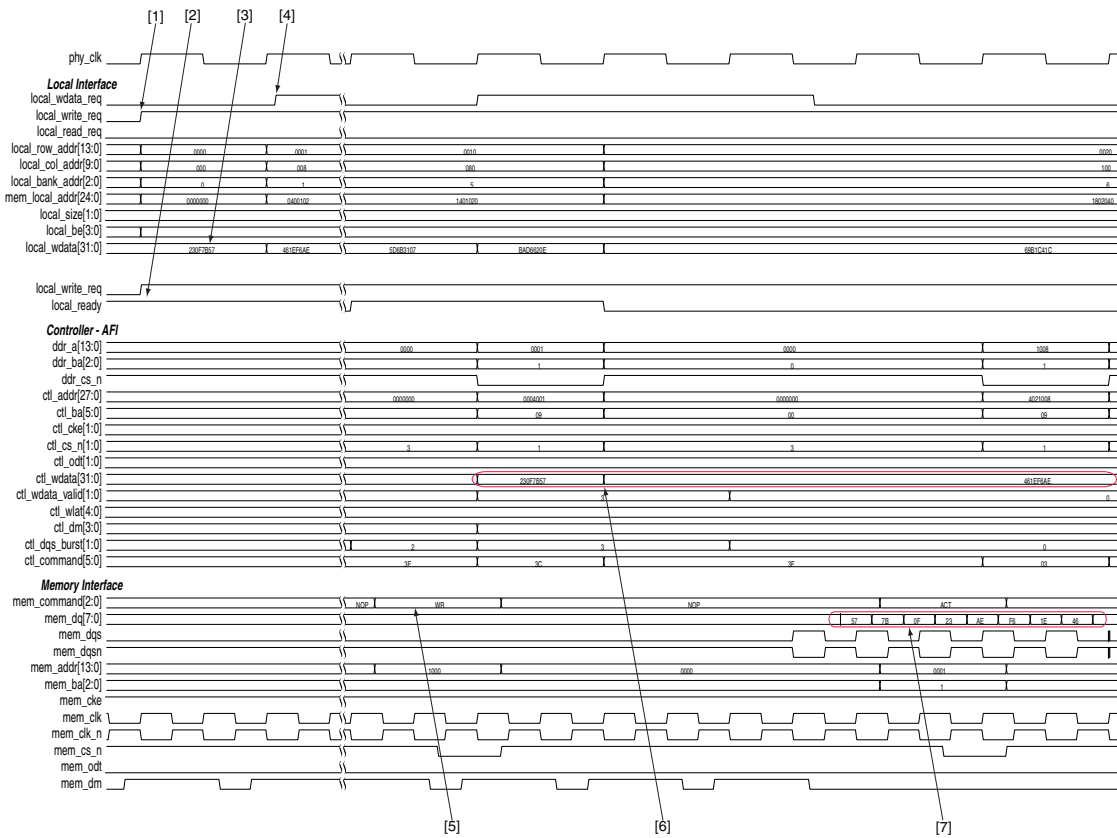 [1] [2] [3] [4]
phy_clk
Local Interface
local_wdata_req
local_write_req
local_read_req
local_row_addr[13:0] 0000 0001 0010 0020
local_col_addr[9:0] 000 008 080 100
local_bank_addr[2:0] 0 1 5 6
mem_local_addr[24:0] 0000000 0400102 1401020 1802040
local_size[1:0]
local_be[3:0]
local_wdata[31:0] 230F7B57 461EF6AE 5D6B3107 BAD6620E 69B1C41C
local_write_req
local_ready
Controller - AFI
ddr_a[13:0] 0000 0001 0000 1008
ddr_ba[2:0] 1 0 1
ddr_cs_n
ctl_addr[27:0] 0000000 0004001 0000000 4021008
ctl_ba[5:0] 09 00 09
ctl_cke[1:0]
ctl_cs_n[1:0] 3 1 3 1
ctl_odt[1:0]
ctl_wdata[31:0] 230F7B57 461EF6AE
ctl_wdata_valid[1:0] 3 0
ctl_wlat[4:0]
ctl_dm[3:0]
ctl_dqs_burst[1:0] 2 3 0
ctl_command[5:0] 3F 3C 3F 03
Memory Interface
mem_command[2:0] NOP WR NOP ACT
mem_dq[7:0] 57 7B 0F 23 AE F6 1E 46
mem_dqs
mem_dqsn
mem_addr[13:0] 1000 0000 0001
mem_ba[2:0] 1
mem_cke
mem_clk
mem_clk_n
mem_cs_n
mem_odt
mem_dm
[5] [6] [7]